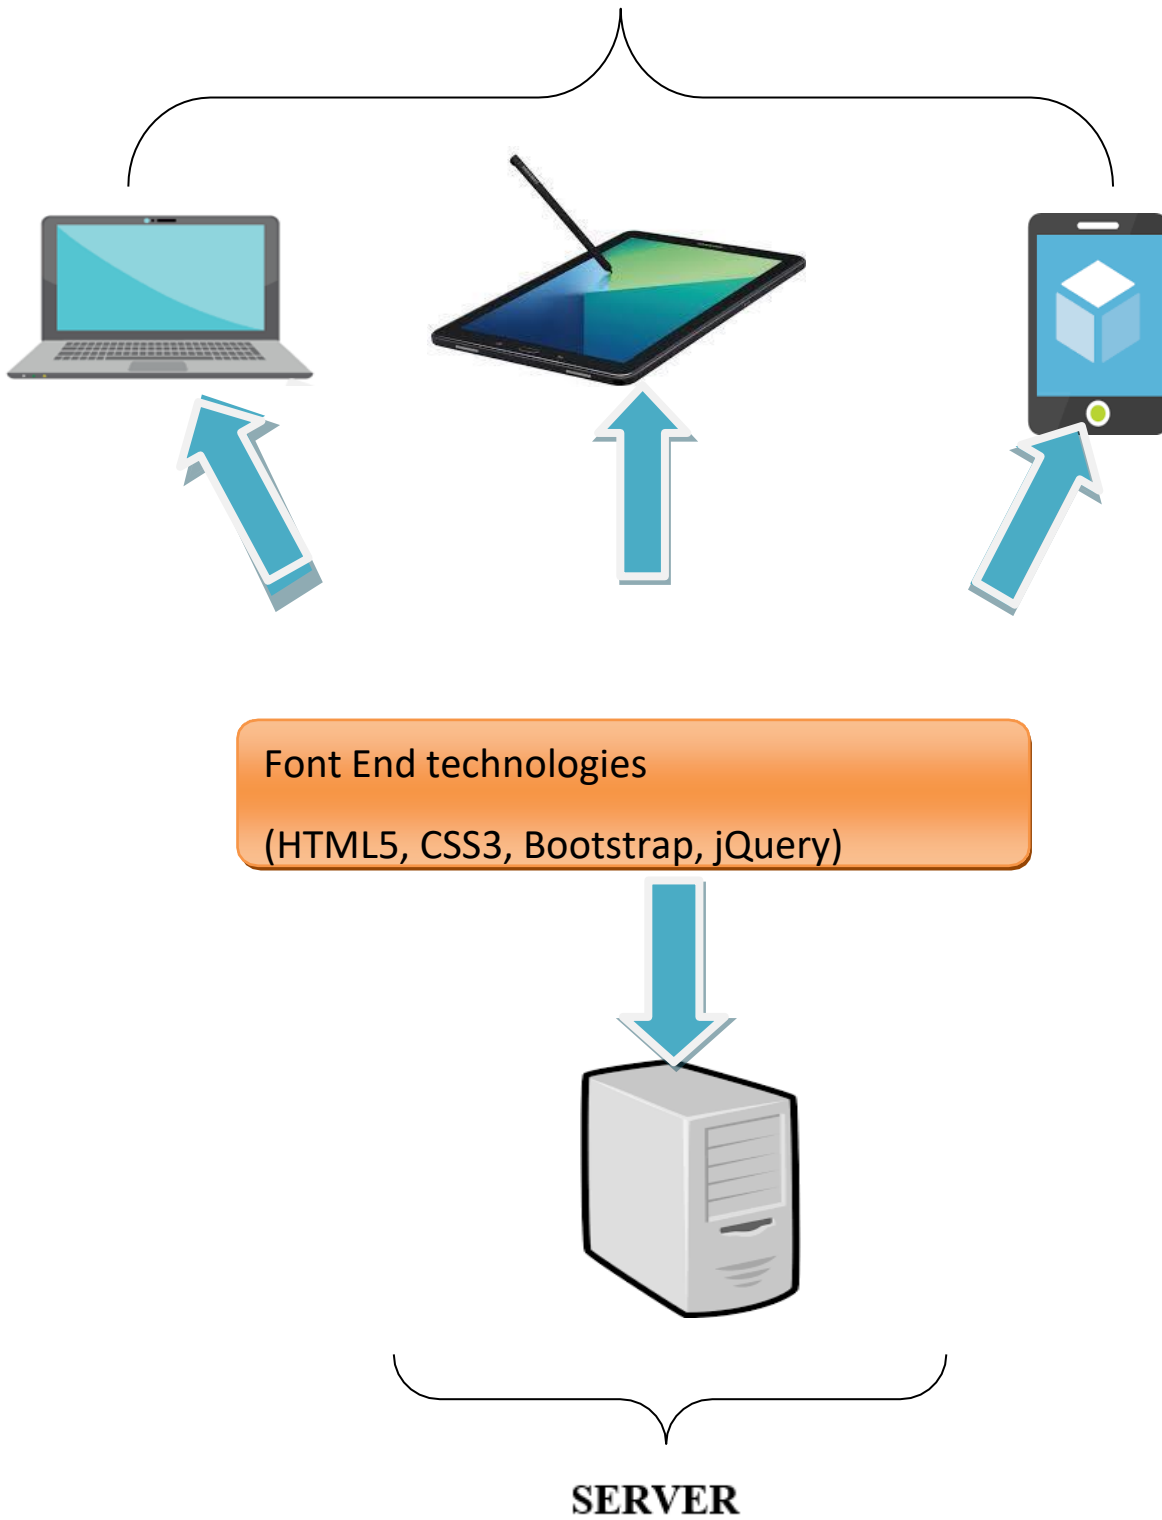 Font End technologies
(HTML5, CSS3, Bootstrap, jQuery)
SERVER